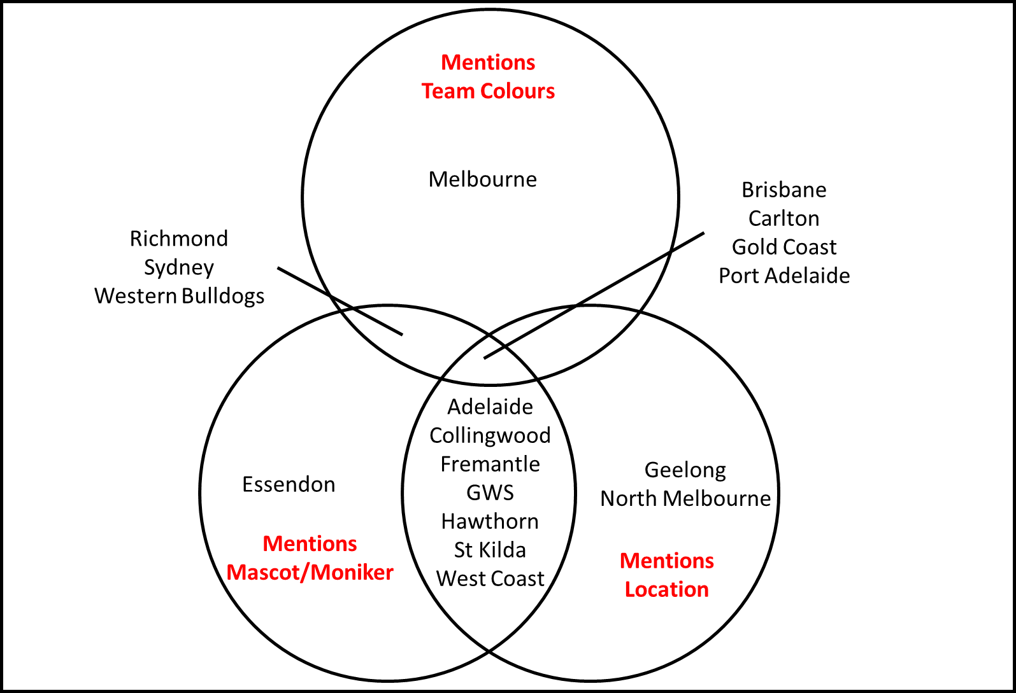 Mentions
Team Colours
Melbourne
Brisbane
Carlton
Gold Coast
Port Adelaide
Richmond
Sydney
Western Bulldogs
Adelaide
Collingwood
Fremantle
GWS
Hawthorn
St Kilda
West Coast
Essendon
Mentions
Mascot/Moniker
Geelong
North Melbourne
Mentions
Location